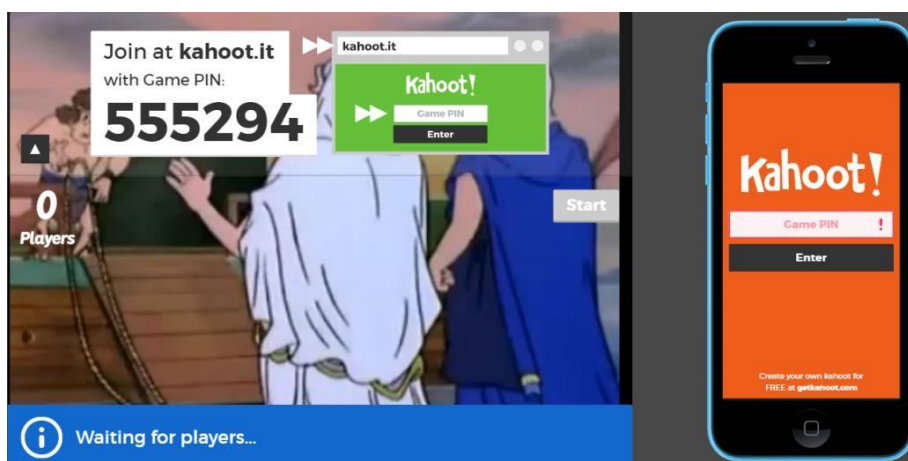 Join at kahoot.it
with Game PIN:
555294
kahoot.it
Kahoot!
Game PIN
Enter
0
Players
Start
Waiting for players...
Kahoot!
Game PIN !
Enter
Create your own kahoot for
FREE at getkahoot.com